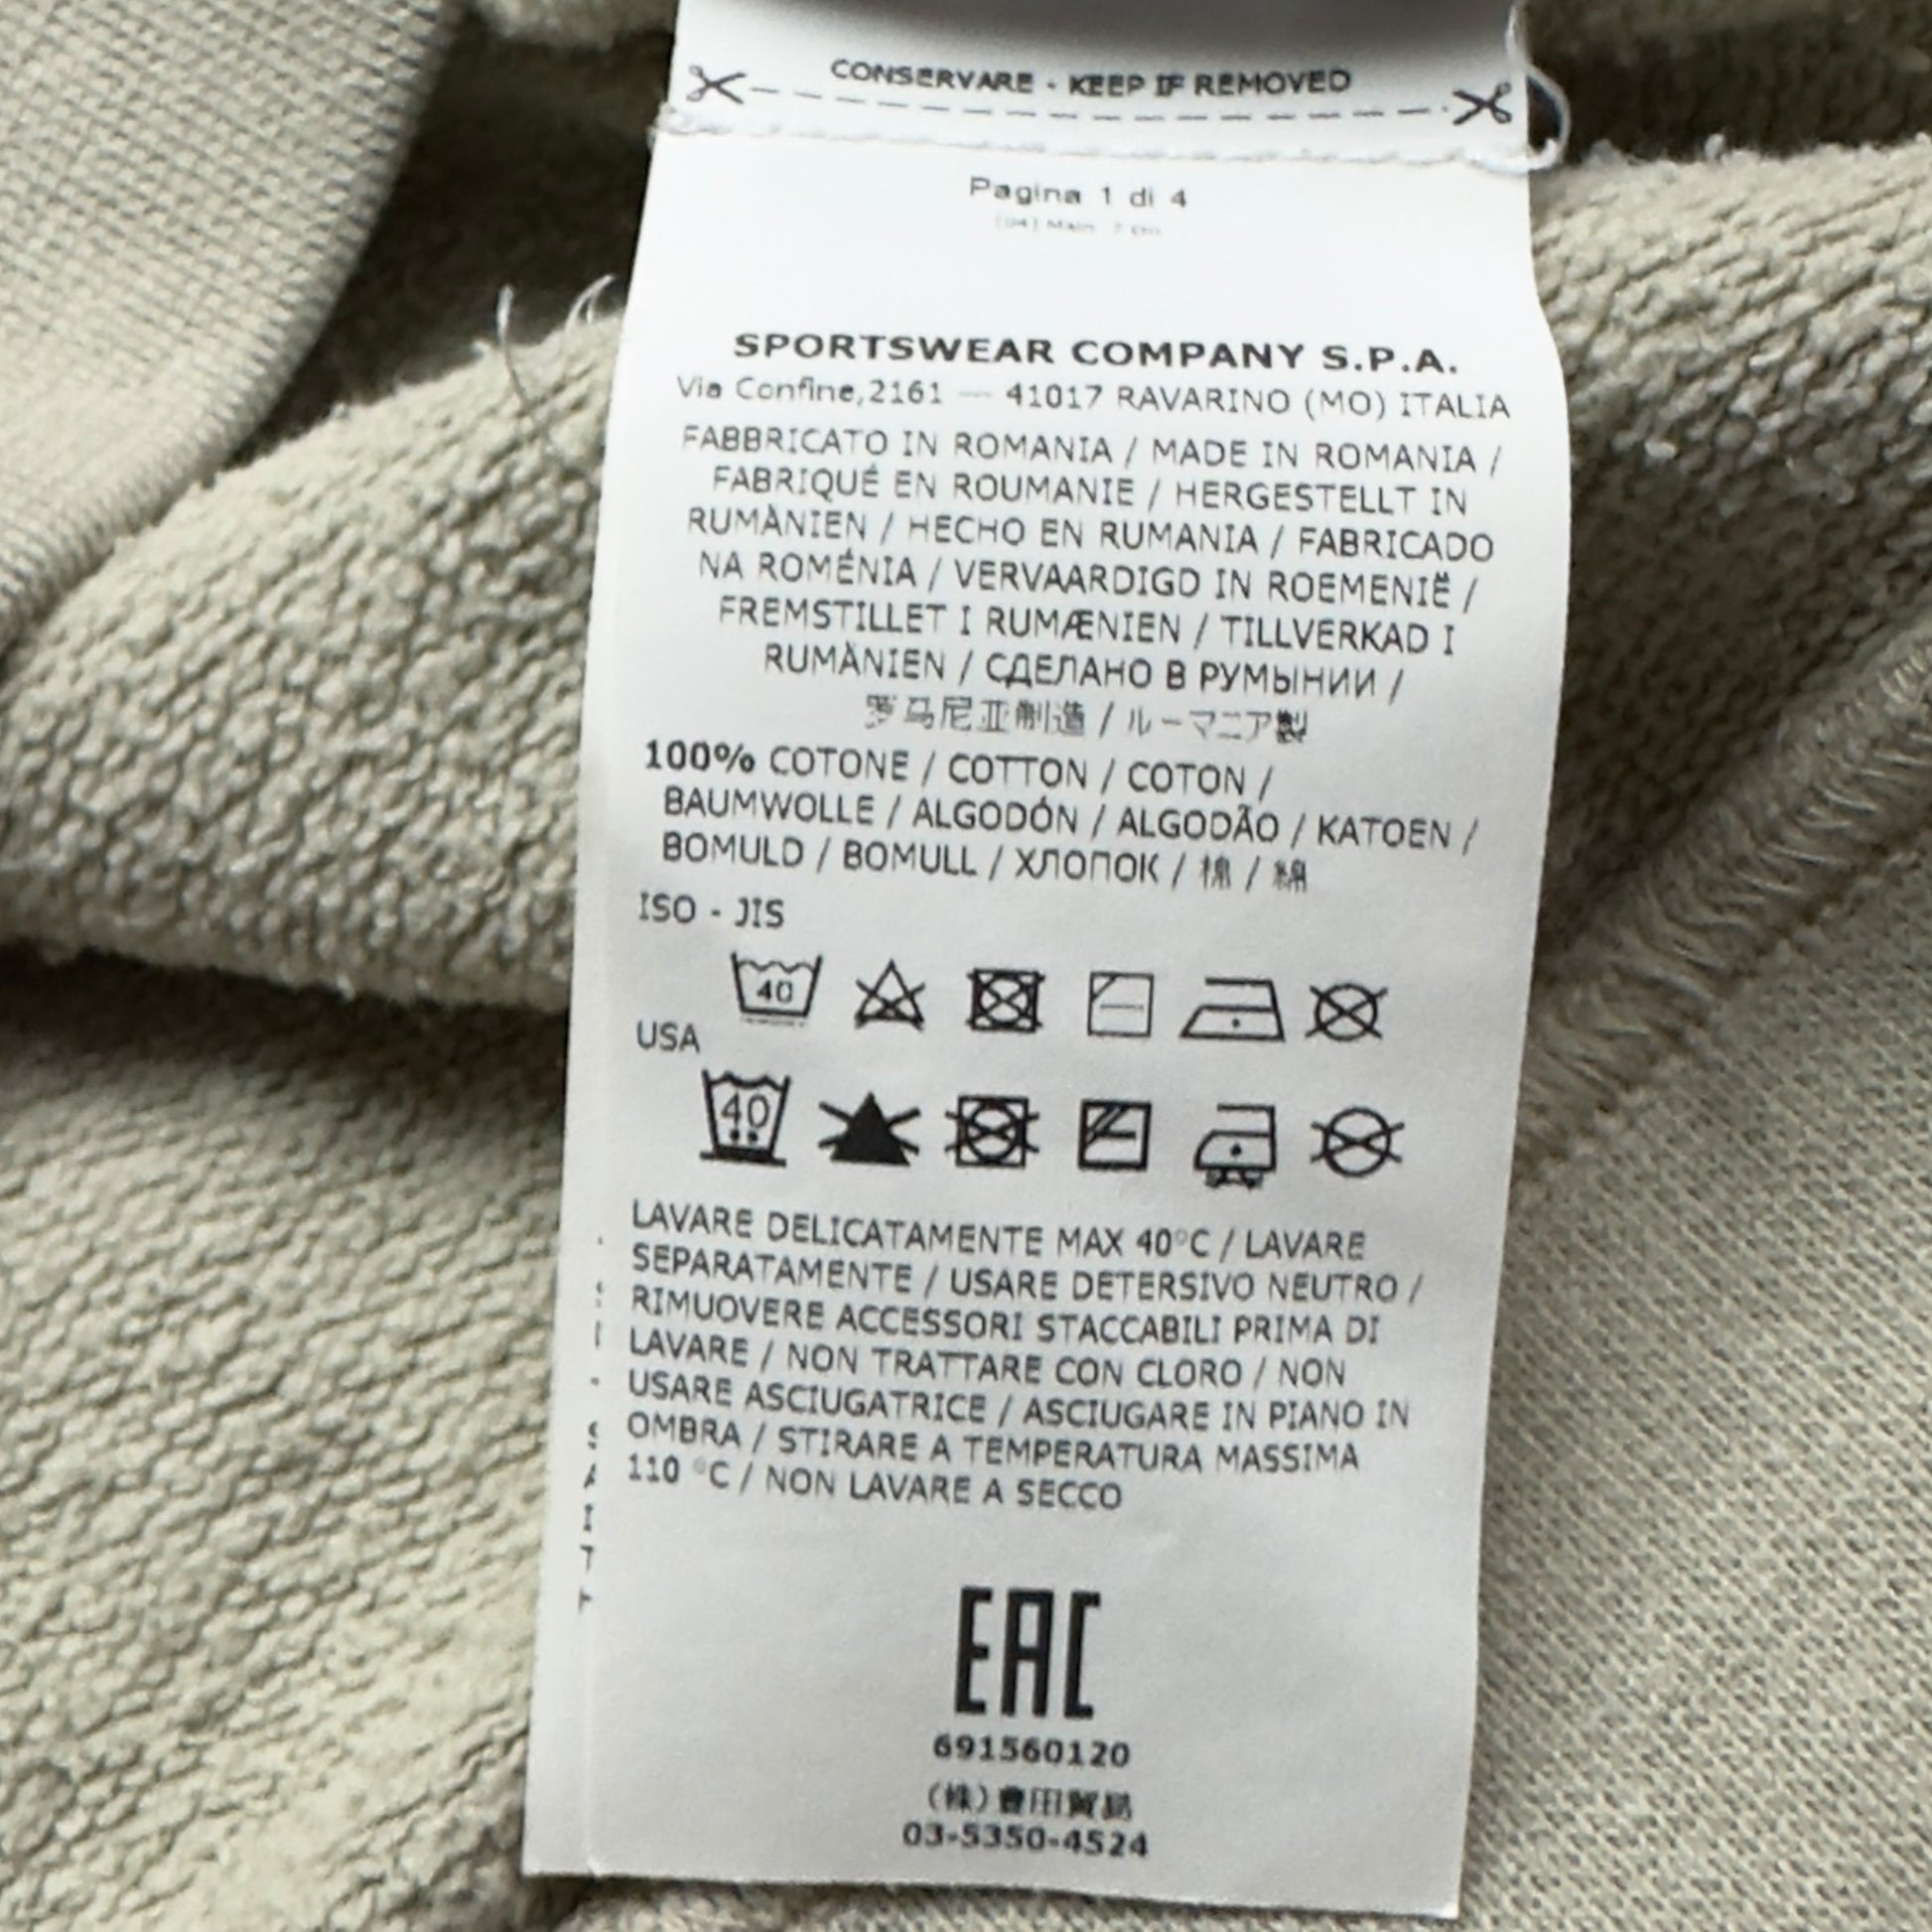 CONSERVARE - KEEP IF REMOVED
Pagina 1 di 4
SPORTSWEAR COMPANY S.P.A.
Via Confine,2161 — 41017 RAVARINO (MO) ITALIA
FABBRICATO IN ROMANIA / MADE IN ROMANIA /
FABRIQUÉ EN ROUMANIE / HERGESTELLT IN
RUMÄNIEN / HECHO EN RUMANIA / FABRICADO
NA ROMÉNIA / VERVAARDIGD IN ROEMENIË /
FREMSTILLET I RUMÆNIEN / TILLVERKAD I
RUMÄNIEN / СДЕЛАНО В РУМЫНИИ /
罗马尼亚制造 / ルーマニア製
100% COTONE / COTTON / COTON /
BAUMWOLLE / ALGODÓN / ALGODÃO / KATOEN /
BOMULD / BOMULL / ХЛОПОК / 棉 / 綿
ISO - JIS
40
USA
40
LAVARE DELICATAMENTE MAX 40°C / LAVARE
SEPARATAMENTE / USARE DETERSIVO NEUTRO /
RIMUOVERE ACCESSORI STACCABILI PRIMA DI
LAVARE / NON TRATTARE CON CLORO / NON
USARE ASCIUGATRICE / ASCIUGARE IN PIANO IN
OMBRA / STIRARE A TEMPERATURA MASSIMA
110 °C / NON LAVARE A SECCO
EAC
691560120
(株)豊田貿易
03-5350-4524